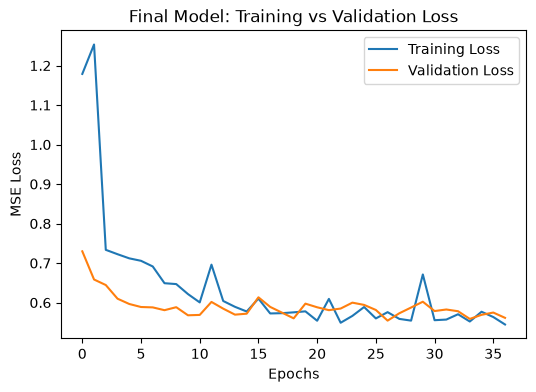 Final Model: Training vs Validation Loss
Training Loss
Validation Loss
1.2
1.1
1.0
0.9
0.8
0.7
0.6
MSE Loss
0 5 10 15 20 25 30 35
Epochs